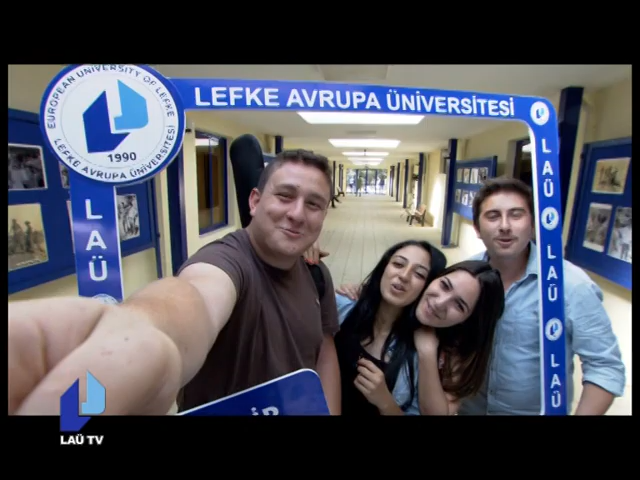 EUROPEAN UNIVERSITY OF LEFKE
LEFKE AVRUPA ÜNİVERSİTESİ
1990
LEFKE AVRUPA ÜNİVERSİTESİ
LAÜ
LAÜ
LAÜ
LAÜ
LAÜ TV